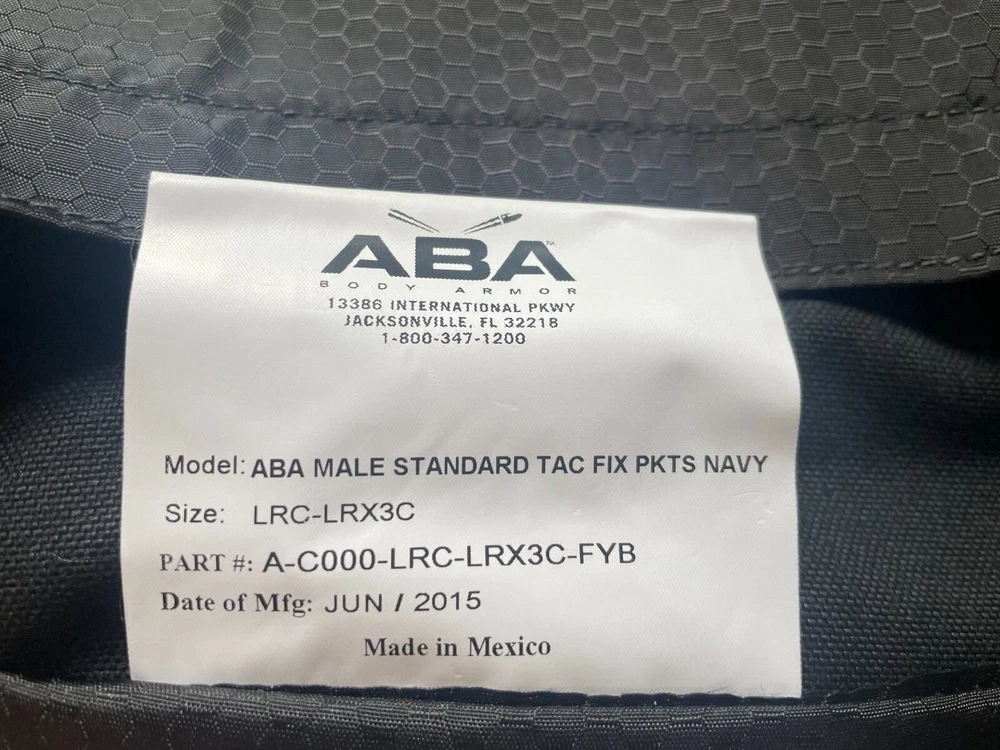 ABA™
BODY ARMOR
13386 INTERNATIONAL PKWY
JACKSONVILLE, FL 32218
1-800-347-1200
Model: ABA MALE STANDARD TAC FIX PKTS NAVY
Size: LRC-LRX3C
PART #: A-C000-LRC-LRX3C-FYB
Date of Mfg: JUN / 2015
Made in Mexico